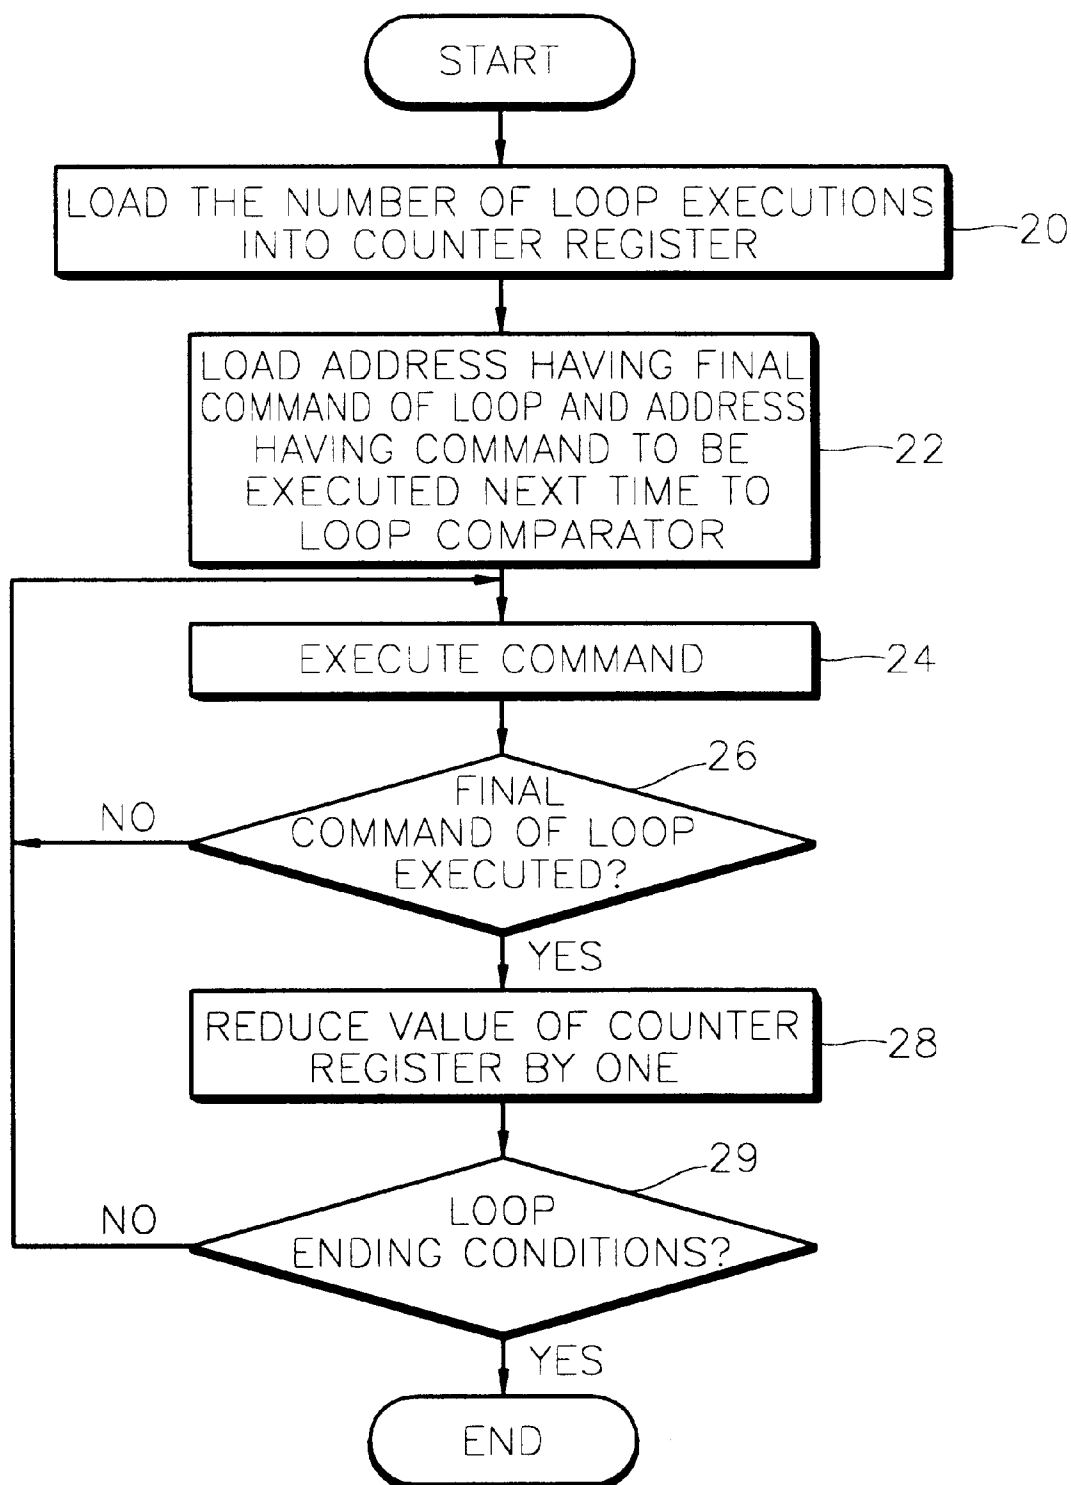 START
LOAD THE NUMBER OF LOOP EXECUTIONS
INTO COUNTER REGISTER
20
LOAD ADDRESS HAVING FINAL
COMMAND OF LOOP AND ADDRESS
HAVING COMMAND TO BE
EXECUTED NEXT TIME TO
LOOP COMPARATOR
22
EXECUTE COMMAND
24
26
FINAL
COMMAND OF LOOP
EXECUTED?
NO
YES
REDUCE VALUE OF COUNTER
REGISTER BY ONE
28
29
LOOP
ENDING CONDITIONS?
NO
YES
END